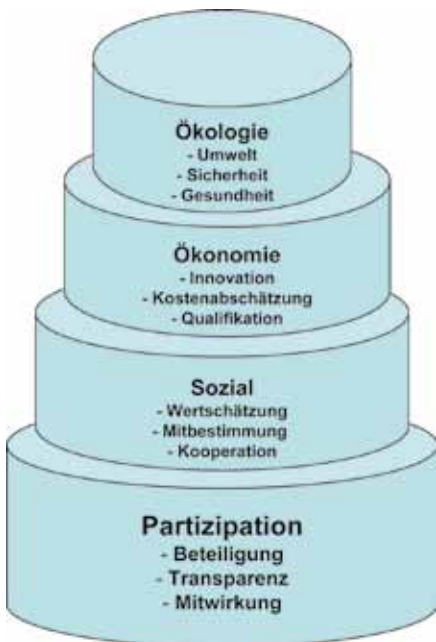 Ökologie
- Umwelt
- Sicherheit
- Gesundheit
Ökonomie
- Innovation
- Kostenabschätzung
- Qualifikation
Sozial
- Wertschätzung
- Mitbestimmung
- Kooperation
Partizipation
- Beteiligung
- Transparenz
- Mitwirkung